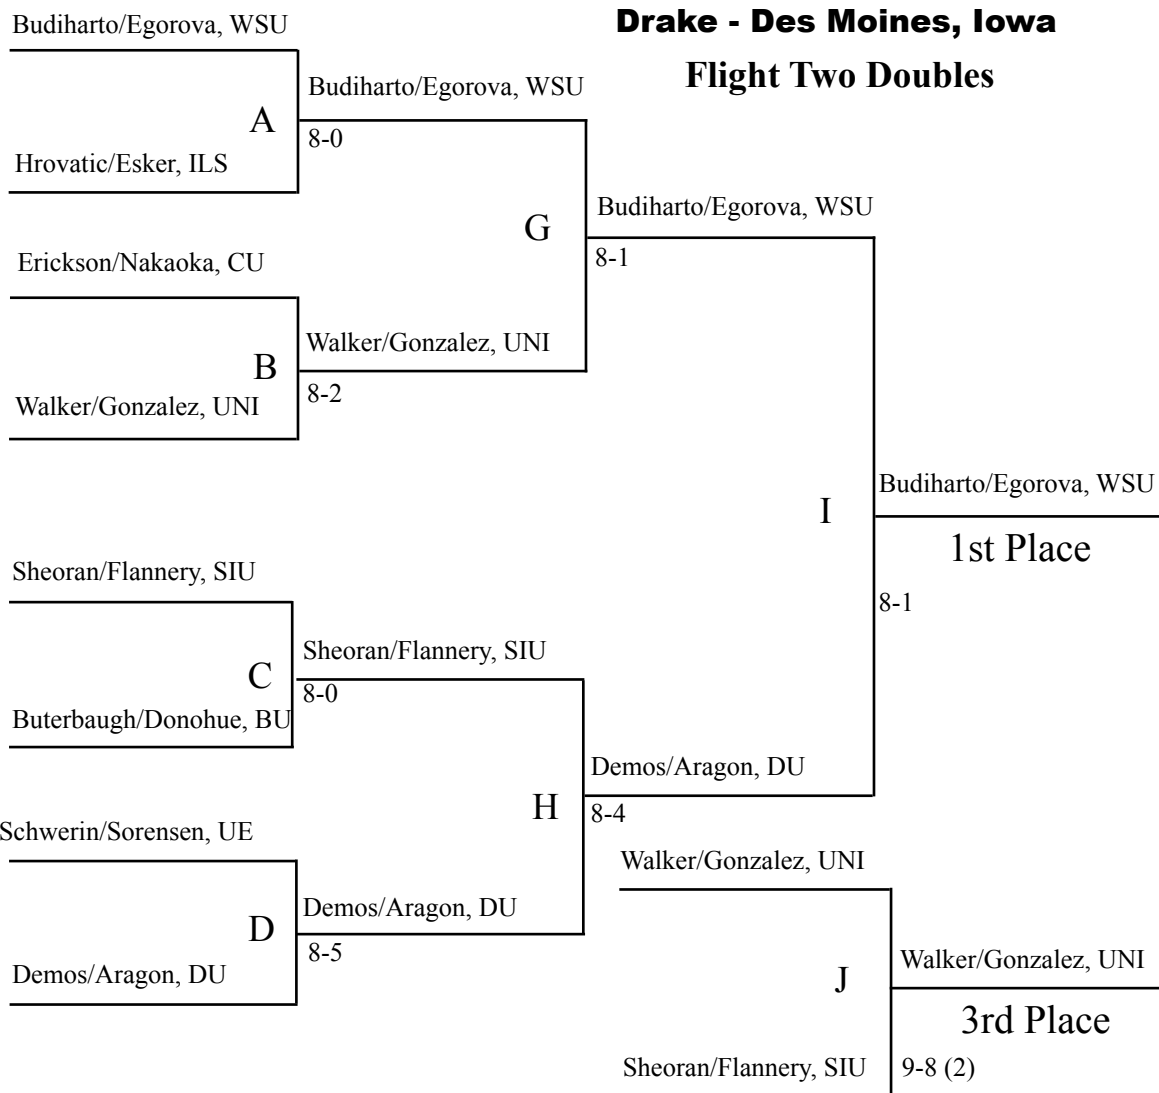 Drake - Des Moines, Iowa
Flight Two Doubles
Budiharto/Egorova, WSU
A
Hrovatic/Esker, ILS
Budiharto/Egorova, WSU
8-0
Erickson/Nakaoka, CU
B
Walker/Gonzalez, UNI
Walker/Gonzalez, UNI
8-2
G
Budiharto/Egorova, WSU
8-1
Sheoran/Flannery, SIU
C
Buterbaugh/Donohue, BU
Sheoran/Flannery, SIU
8-0
Schwerin/Sorensen, UE
D
Demos/Aragon, DU
Demos/Aragon, DU
8-5
H
Demos/Aragon, DU
8-4
I
Budiharto/Egorova, WSU
1st Place
8-1
Walker/Gonzalez, UNI
J
Sheoran/Flannery, SIU
Walker/Gonzalez, UNI
3rd Place
9-8 (2)